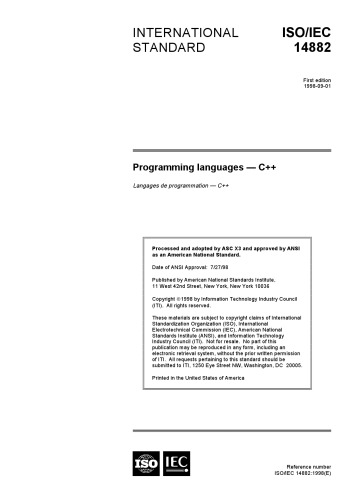 INTERNATIONAL
STANDARD
ISO/IEC
14882
First edition
1998-09-01
Programming languages — C++
Langages de programmation — C++
Processed and adopted by ASC X3 and approved by ANSI
as an American National Standard.
Date of ANSI Approval: 7/27/98
Published by American National Standards Institute,
11 West 42nd Street, New York, New York 10036
Copyright ©1998 by Information Technology Industry Council
(ITI). All rights reserved.
These materials are subject to copyright claims of International
Standardization Organization (ISO), International
Electrotechnical Commission (IEC), American National
Standards Institute (ANSI), and Information Technology
Industry Council (ITI). Not for resale. No part of this
publication may be reproduced in any form, including an
electronic retrieval system, without the prior written permission
of ITI. All requests pertaining to this standard should be
submitted to ITI, 1250 Eye Street NW, Washington, DC 20005.
Printed in the United States of America
ISO IEC
Reference number
ISO/IEC 14882:1998(E)